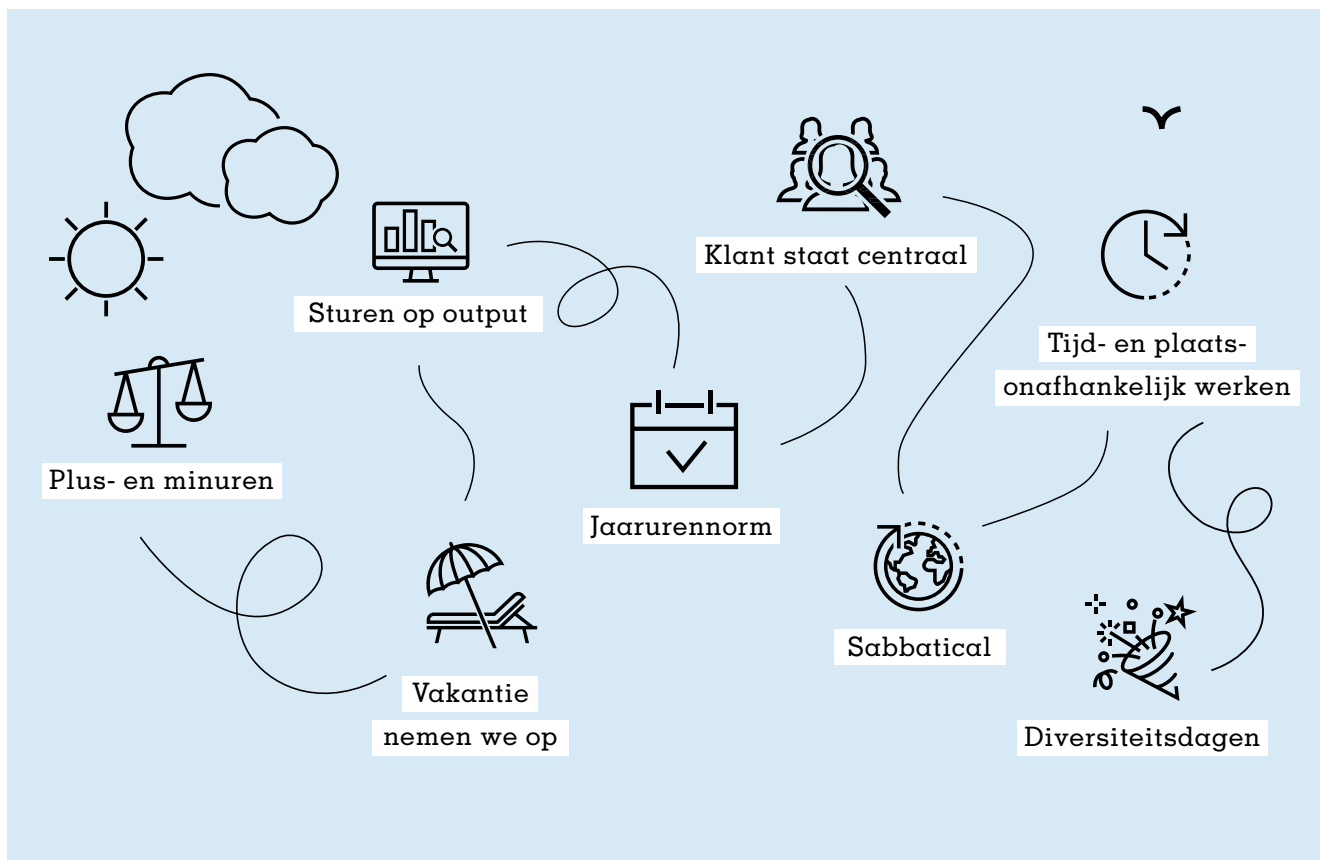 Klant staat centraal
Sturen op output
Tijd- en plaats-
onafhankelijk werken
Plus- en minuren
Jaarurennorm
Sabbatical
Vakantie
nemen we op
Diversiteitsdagen